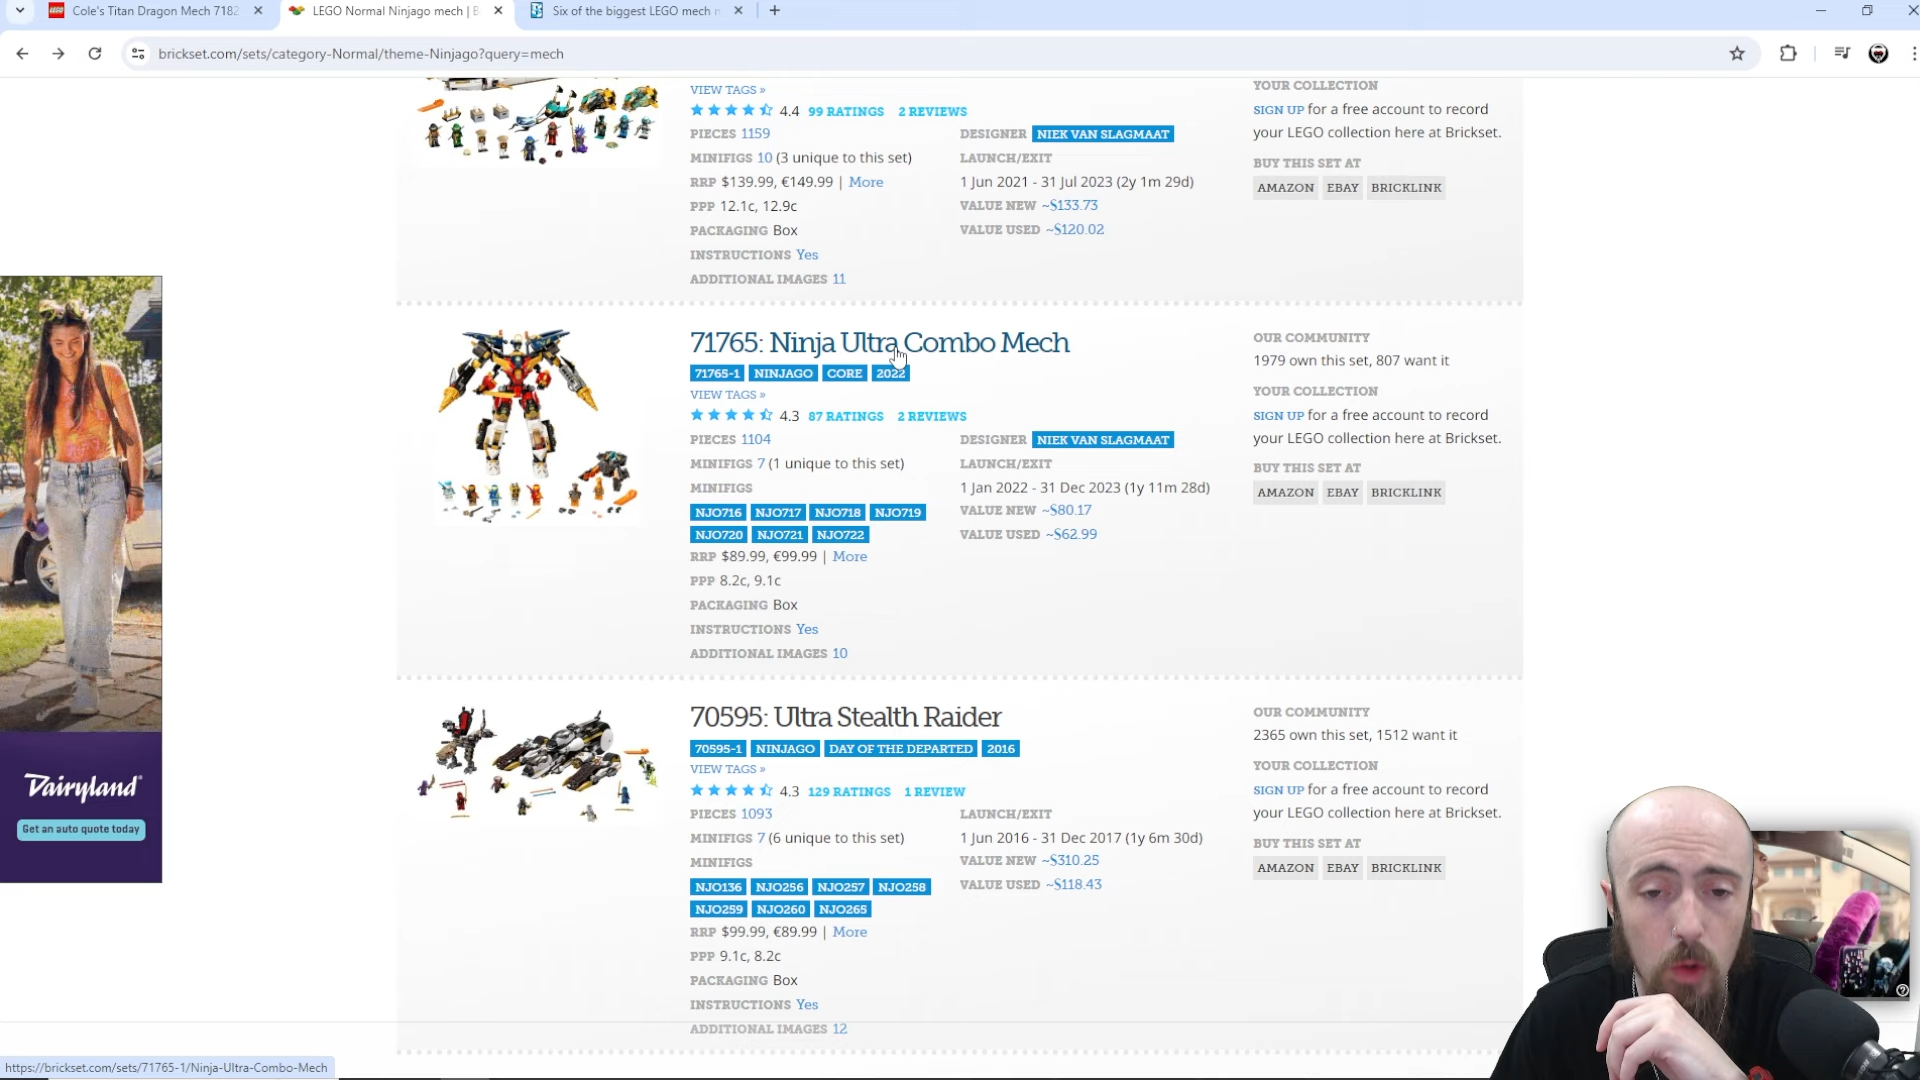 Cole's Titan Dragon Mech 7182
LEGO Normal Ninjago mech | B
Six of the biggest LEGO mech m
brickset.com/sets/category-Normal/theme-Ninjago?query=mech
VIEW TAGS »
4.4 99 RATINGS 2 REVIEWS
PIECES 1159
MINIFIGS 10 (3 unique to this set)
RRP $139.99, €149.99 | More
PPP 12.1c, 12.9c
PACKAGING Box
INSTRUCTIONS Yes
ADDITIONAL IMAGES 11
DESIGNER NIEK VAN SLAGMAAT
LAUNCH/EXIT
1 Jun 2021 - 31 Jul 2023 (2y 1m 29d)
VALUE NEW ~$133.73
VALUE USED ~$120.02
YOUR COLLECTION
SIGN UP for a free account to record
your LEGO collection here at Brickset.
BUY THIS SET AT
AMAZON EBAY BRICKLINK
71765: Ninja Ultra Combo Mech
71765-1 NINJAGO CORE 2022
VIEW TAGS »
4.3 87 RATINGS 2 REVIEWS
PIECES 1104
MINIFIGS 7 (1 unique to this set)
MINIFIGS
NJO716 NJO717 NJO718 NJO719
NJO720 NJO721 NJO722
RRP $89.99, €99.99 | More
PPP 8.2c, 9.1c
PACKAGING Box
INSTRUCTIONS Yes
ADDITIONAL IMAGES 10
DESIGNER NIEK VAN SLAGMAAT
LAUNCH/EXIT
1 Jan 2022 - 31 Dec 2023 (1y 11m 28d)
VALUE NEW ~$80.17
VALUE USED ~$62.99
OUR COMMUNITY
1979 own this set, 807 want it
YOUR COLLECTION
SIGN UP for a free account to record
your LEGO collection here at Brickset.
BUY THIS SET AT
AMAZON EBAY BRICKLINK
70595: Ultra Stealth Raider
70595-1 NINJAGO DAY OF THE DEPARTED 2016
VIEW TAGS »
4.3 129 RATINGS 1 REVIEW
PIECES 1093
MINIFIGS 7 (6 unique to this set)
MINIFIGS
NJO136 NJO256 NJO257 NJO258
NJO259 NJO260 NJO265
RRP $99.99, €89.99 | More
PPP 9.1c, 8.2c
PACKAGING Box
INSTRUCTIONS Yes
ADDITIONAL IMAGES 12
LAUNCH/EXIT
1 Jun 2016 - 31 Dec 2017 (1y 6m 30d)
VALUE NEW ~$310.25
VALUE USED ~$118.43
OUR COMMUNITY
2365 own this set, 1512 want it
YOUR COLLECTION
SIGN UP for a free account to record
your LEGO collection here at Brickset.
BUY THIS SET AT
AMAZON EBAY BRICKLINK
Dairyland
Get an auto quote today
https://brickset.com/sets/71765-1/Ninja-Ultra-Combo-Mech